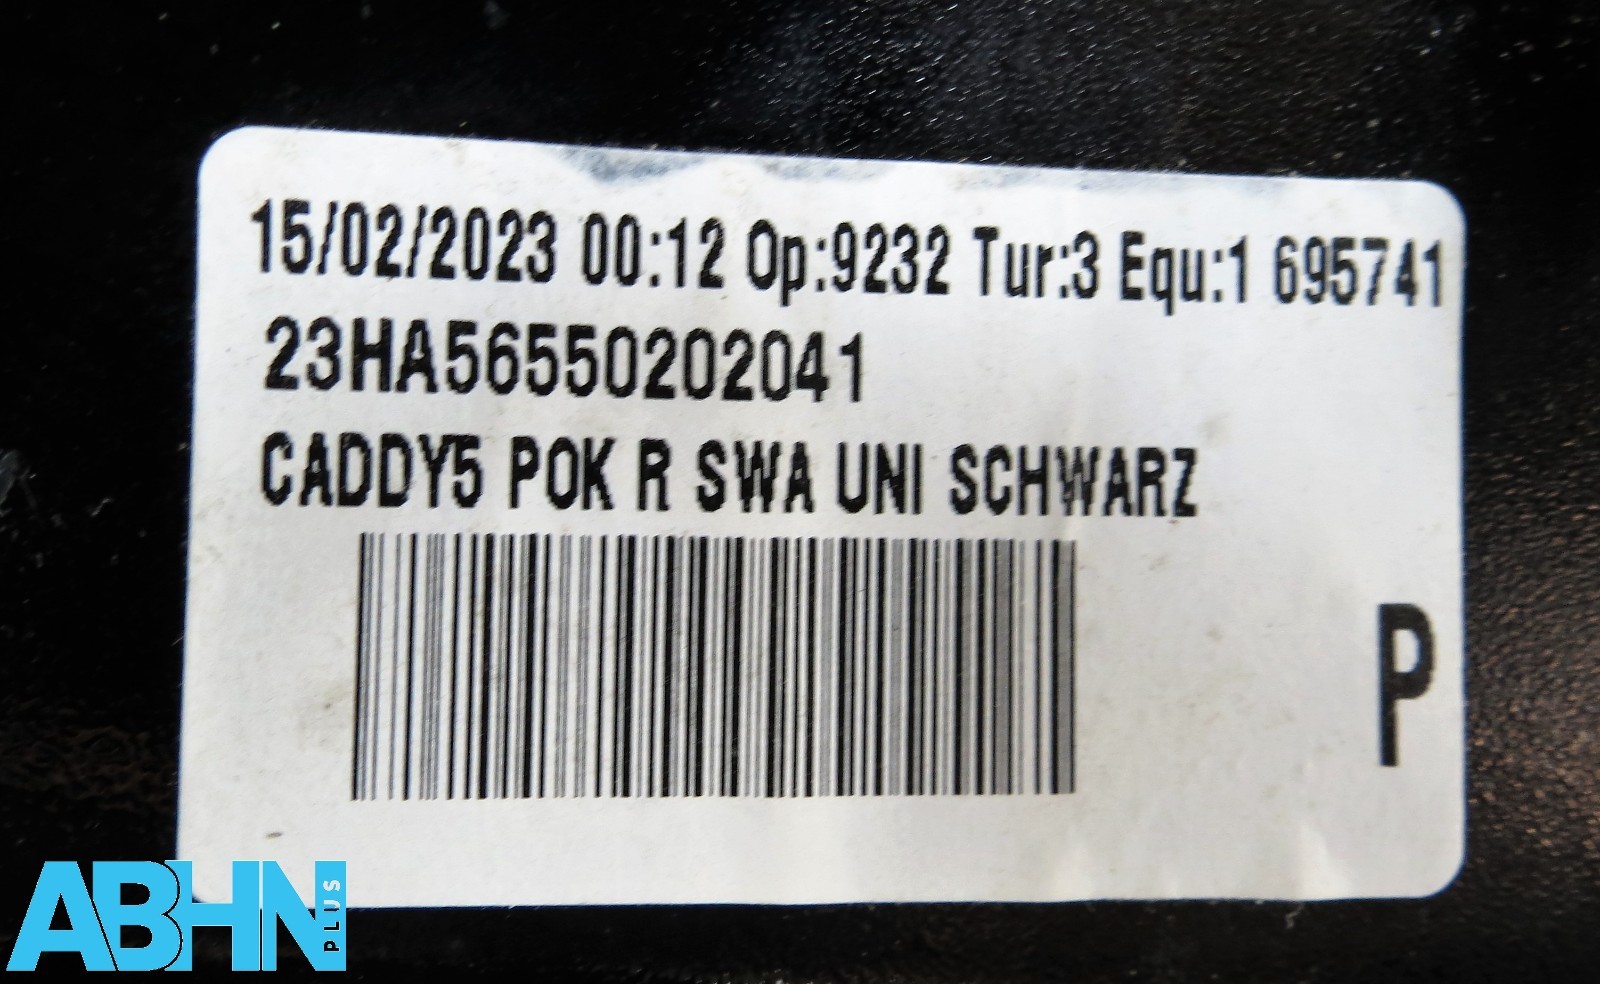 15/02/2023 00:12 Op:9232 Tur:3 Equ:1 695741
23HA56550202041
CADDY5 POK R SWA UNI SCHWARZ
P
ABHN PLUS